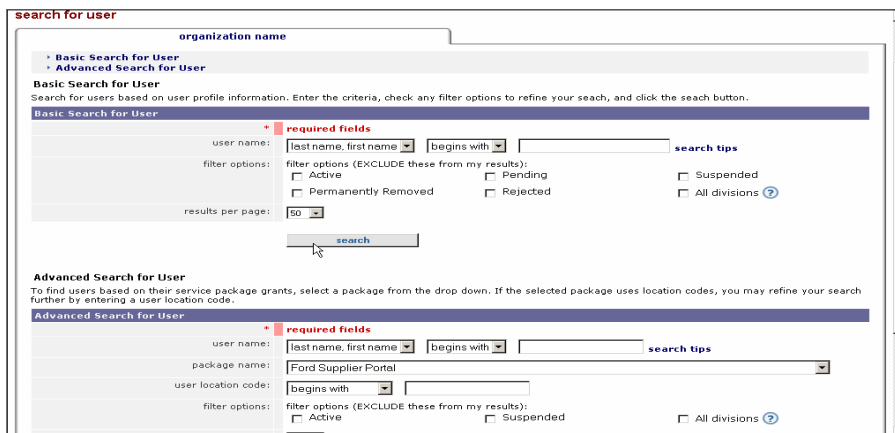 search for user
organization name
Basic Search for User
Advanced Search for User
Basic Search for User
Search for users based on user profile information. Enter the criteria, check any filter options to refine your seach, and click the seach button.
Basic Search for User
* required fields
user name: last name, first name begins with search tips
filter options: filter options (EXCLUDE these from my results):
Active Pending Suspended
Permanently Removed Rejected All divisions ?
results per page: 50
search
Advanced Search for User
To find users based on their service package grants, select a package from the drop down. If the selected package uses location codes, you may refine your search
further by entering a user location code.
Advanced Search for User
* required fields
user name: last name, first name begins with search tips
package name: Ford Supplier Portal
user location code: begins with
filter options: filter options (EXCLUDE these from my results):
Active Suspended All divisions ?